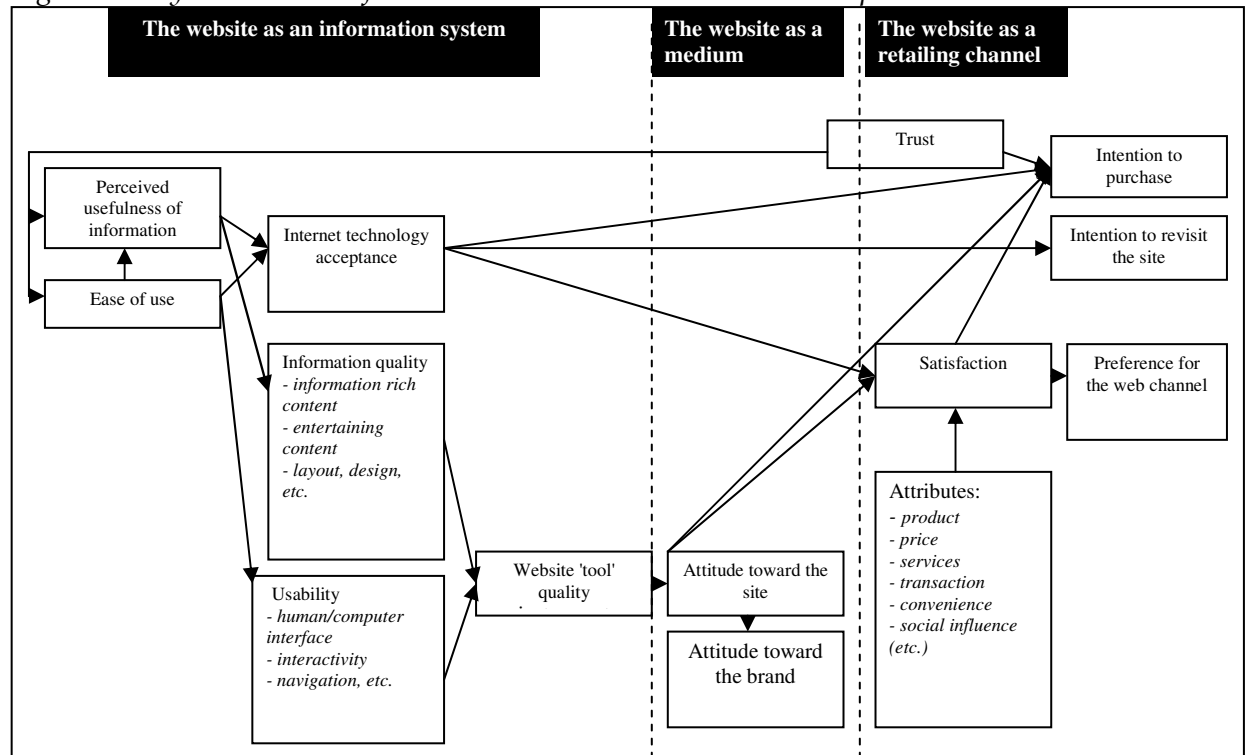 The website as an information system
The website as a
medium
The website as a
retailing channel
Trust
Intention to
purchase
Perceived
usefulness of
information
Internet technology
acceptance
Intention to revisit
the site
Ease of use
Information quality
- information rich
content
- entertaining
content
- layout, design,
etc.
Satisfaction
Preference for
the web channel
Attributes:
- product
- price
- services
- transaction
- convenience
- social influence
(etc.)
Website 'tool'
quality
.
Attitude toward the
site
Usability
- human/computer
interface
- interactivity
- navigation, etc.
Attitude toward
the brand